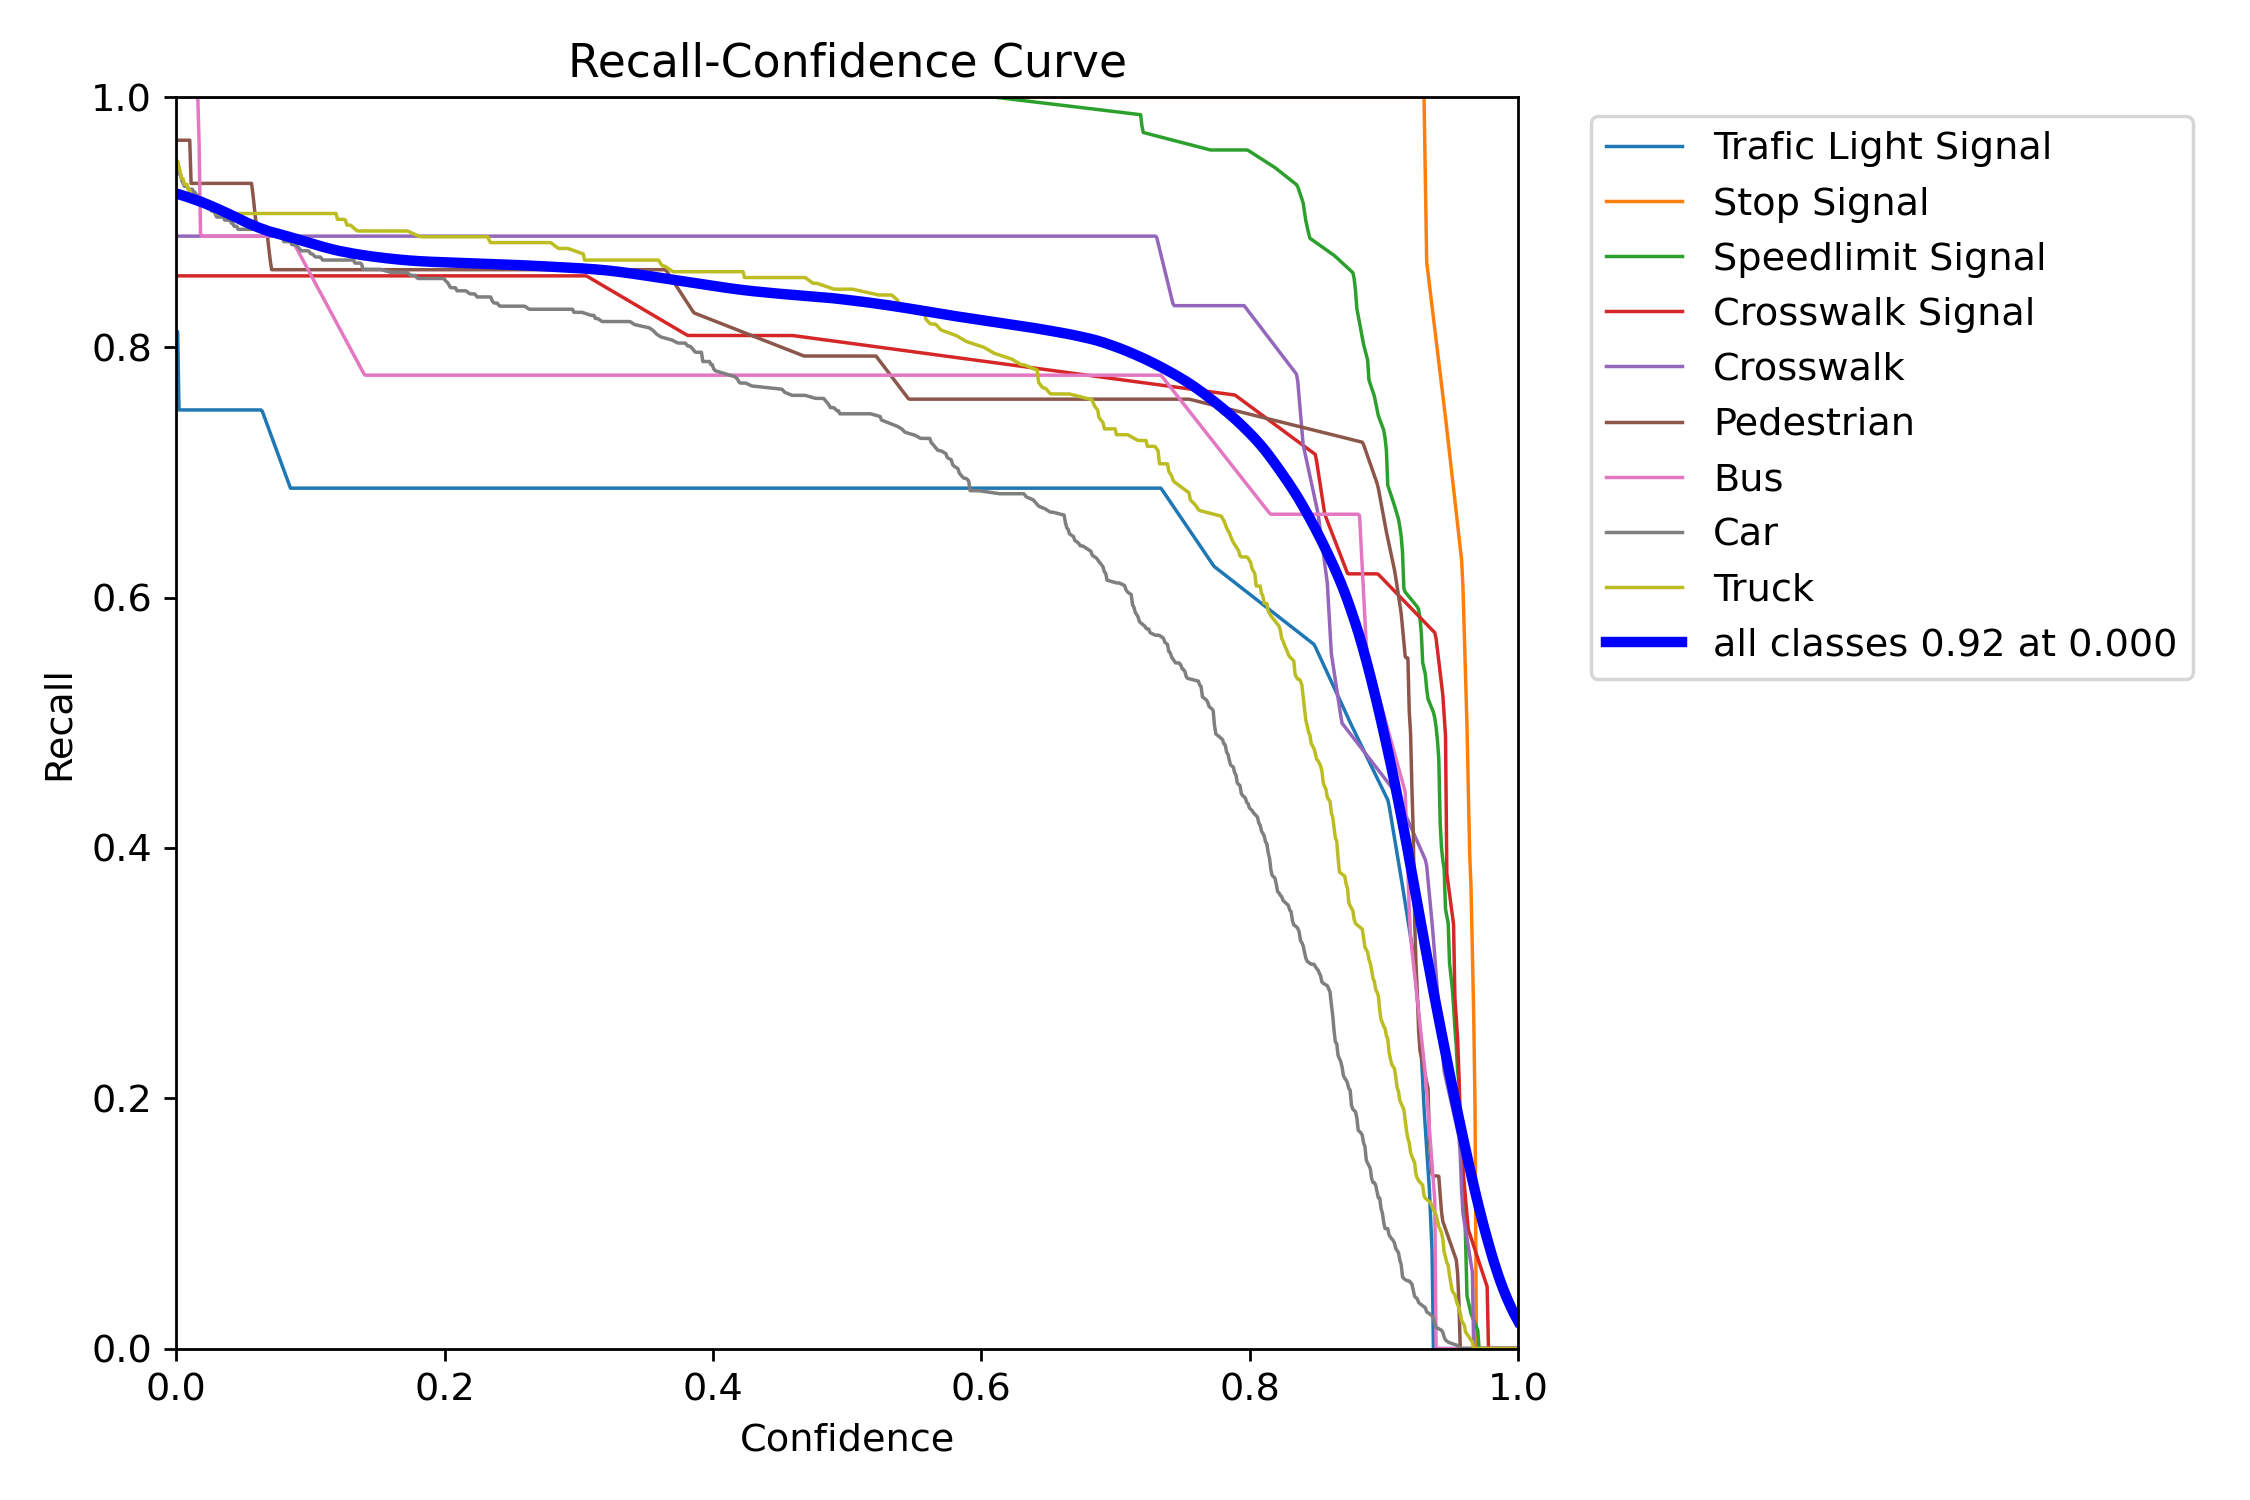 Recall-Confidence Curve
1.0
0.8
0.6
0.4
0.2
0.0
Recall
0.0 0.2 0.4 0.6 0.8 1.0
Confidence
Trafic Light Signal
Stop Signal
Speedlimit Signal
Crosswalk Signal
Crosswalk
Pedestrian
Bus
Car
Truck
all classes 0.92 at 0.000